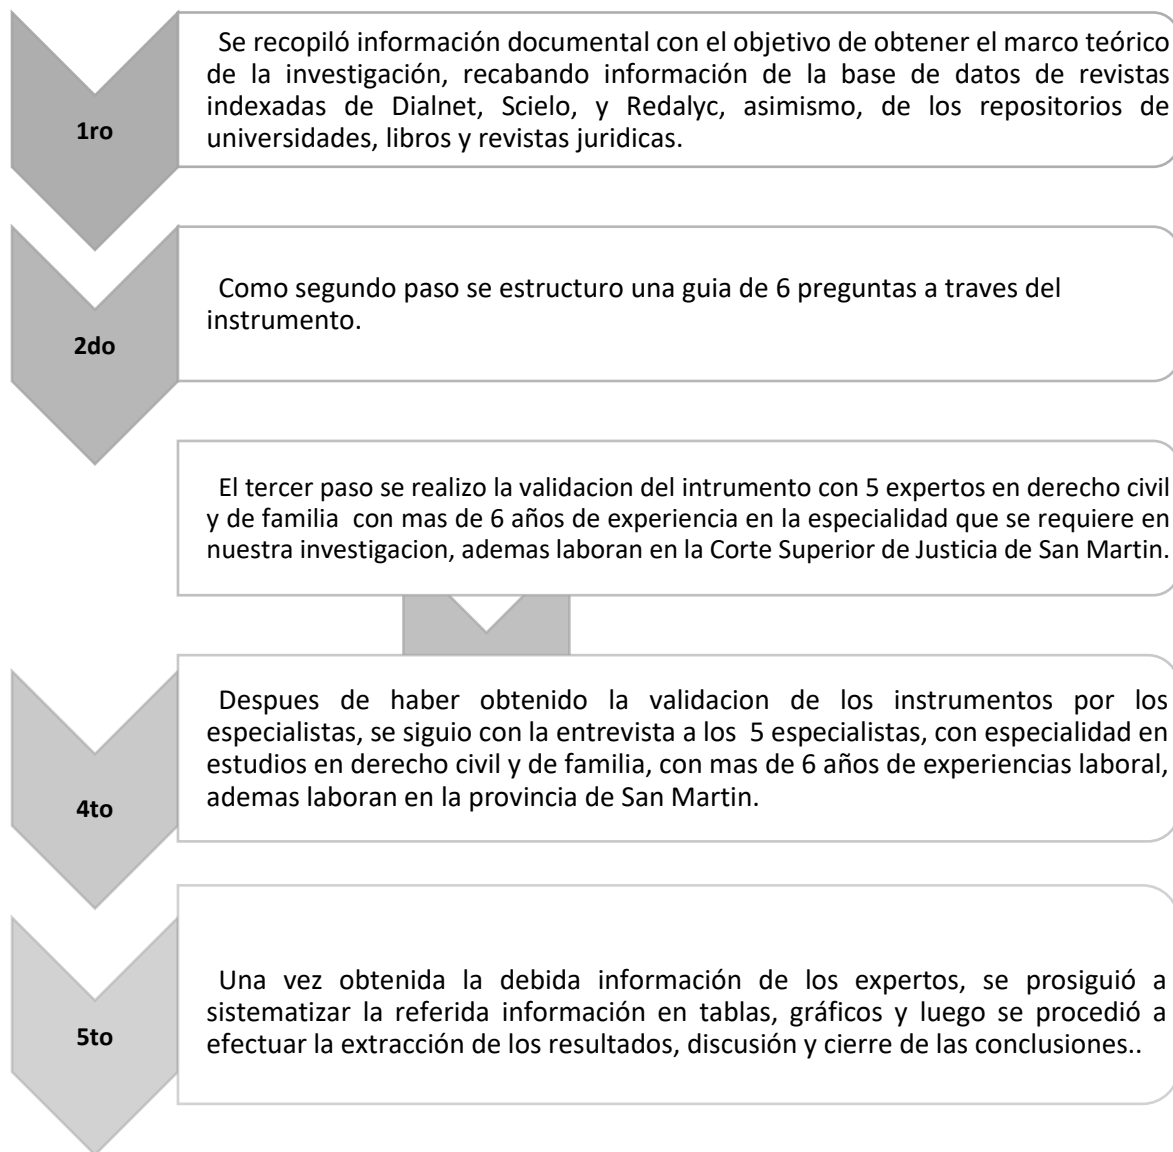 1ro
Se recopiló información documental con el objetivo de obtener el marco teórico
de la investigación, recabando información de la base de datos de revistas
indexadas de Dialnet, Scielo, y Redalyc, asimismo, de los repositorios de
universidades, libros y revistas juridicas.
2do
Como segundo paso se estructuro una guia de 6 preguntas a traves del
instrumento.
El tercer paso se realizo la validacion del intrumento con 5 expertos en derecho civil
y de familia con mas de 6 años de experiencia en la especialidad que se requiere en
nuestra investigacion, ademas laboran en la Corte Superior de Justicia de San Martin.
4to
Despues de haber obtenido la validacion de los instrumentos por los
especialistas, se siguio con la entrevista a los 5 especialistas, con especialidad en
estudios en derecho civil y de familia, con mas de 6 años de experiencias laboral,
ademas laboran en la provincia de San Martin.
5to
Una vez obtenida la debida información de los expertos, se prosiguió a
sistematizar la referida información en tablas, gráficos y luego se procedió a
efectuar la extracción de los resultados, discusión y cierre de las conclusiones..